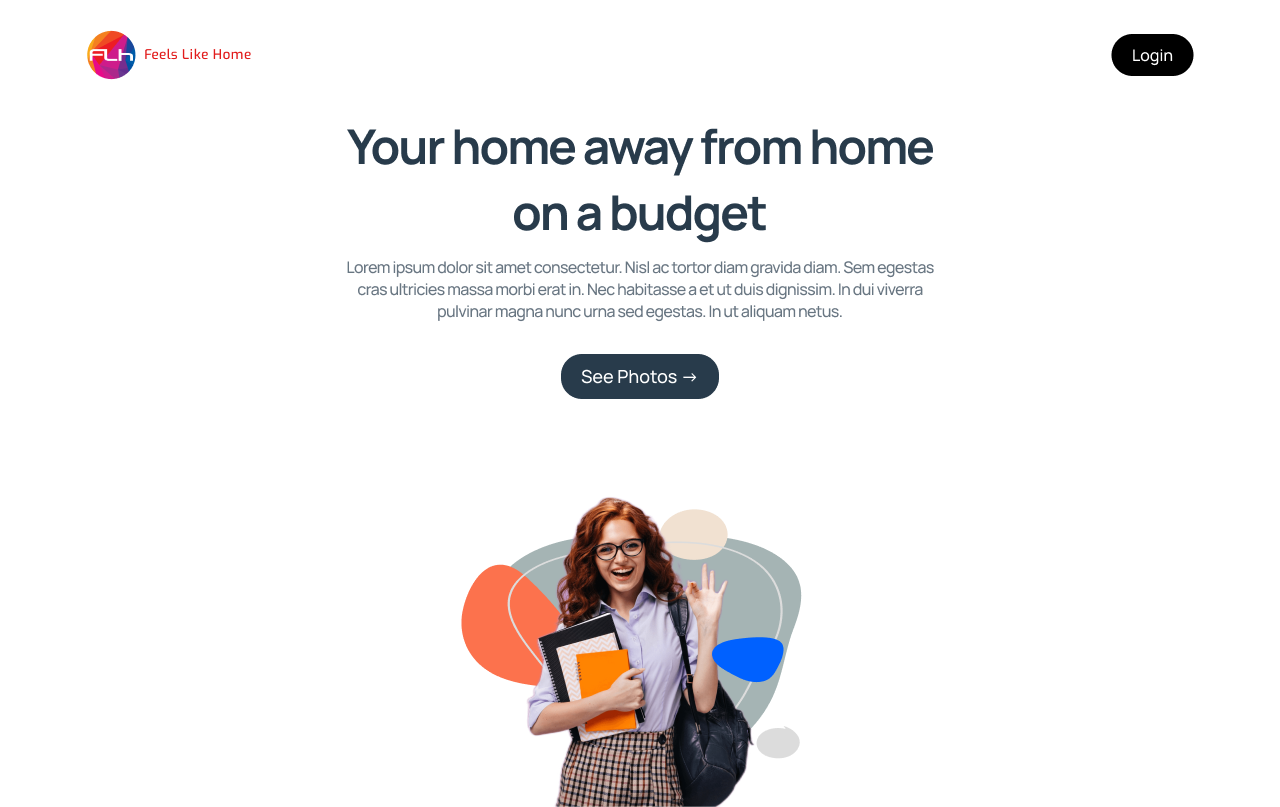 FLh
Feels Like Home
Login
Your home away from home
on a budget
Lorem ipsum dolor sit amet consectetur. Nisl ac tortor diam gravida diam. Sem egestas
cras ultricies massa morbi erat in. Nec habitasse a et ut duis dignissim. In dui viverra
pulvinar magna nunc urna sed egestas. In ut aliquam netus.
See Photos →